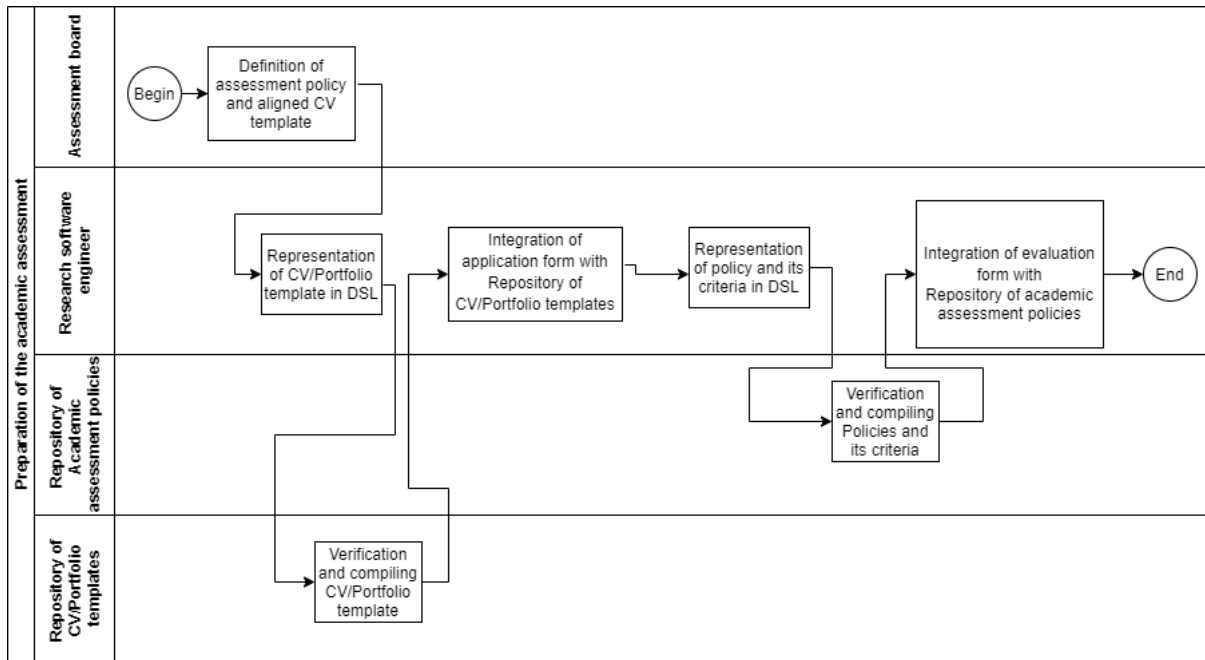 Preparation of the academic assessment
Assessment board
Begin
Definition of
assessment policy
and aligned CV
template
Research software
engineer
Representation
of CV/Portfolio
template in DSL
Integration of
application form with
Repository of
CV/Portfolio templates
Representation
of policy and its
criteria in DSL
Integration of evaluation
form with
Repository of academic
assessment policies
End
Repository of
Academic
assessment policies
Verification
and compiling
Policies and
its criteria
Repository of
CV/Portfolio
templates
Verification
and compiling
CV/Portfolio
template